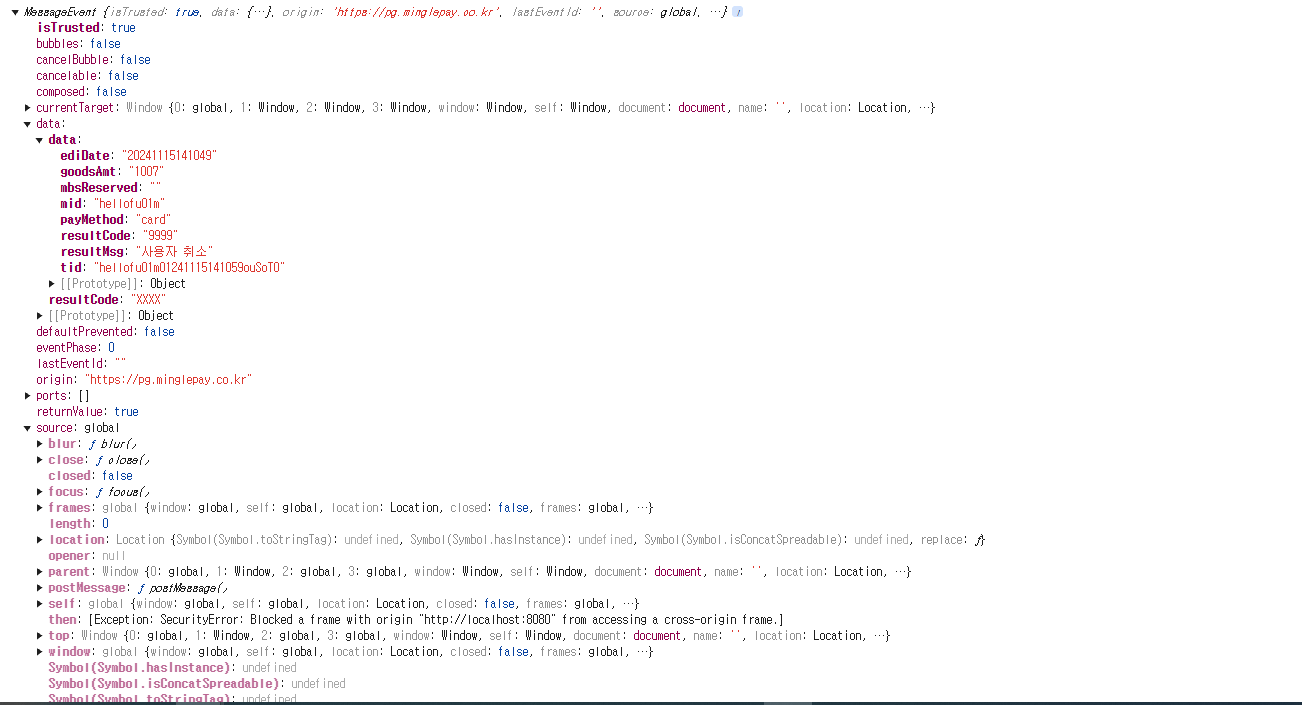 ▼ MessageEvent {isTrusted: true, data: {…}, origin: 'https://pg.minglepay.co.kr', lastEventId: '', source: global, …} i
isTrusted: true
bubbles: false
cancelBubble: false
cancelable: false
composed: false
▶ currentTarget: Window {0: global, 1: Window, 2: Window, 3: Window, window: Window, self: Window, document: document, name: '', location: Location, …}
▼ data:
▼ data:
ediDate: "20241115141049"
goodsAmt: "1007"
mbsReserved: ""
mid: "hellofu01m"
payMethod: "card"
resultCode: "9999"
resultMsg: "사용자 취소"
tid: "hellofu01m01241115141059ouSoT0"
▶ [[Prototype]]: Object
resultCode: "XXXX"
▶ [[Prototype]]: Object
defaultPrevented: false
eventPhase: 0
lastEventId: ""
origin: "https://pg.minglepay.co.kr"
▶ ports: []
returnValue: true
▼ source: global
▶ blur: ƒ blur()
▶ close: ƒ close()
closed: false
▶ focus: ƒ focus()
▶ frames: global {window: global, self: global, location: Location, closed: false, frames: global, …}
length: 0
▶ location: Location {Symbol(Symbol.toStringTag): undefined, Symbol(Symbol.hasInstance): undefined, Symbol(Symbol.isConcatSpreadable): undefined, replace: ƒ}
opener: null
▶ parent: Window {0: global, 1: Window, 2: global, 3: global, window: Window, self: Window, document: document, name: '', location: Location, …}
▶ postMessage: ƒ postMessage()
▶ self: global {window: global, self: global, location: Location, closed: false, frames: global, …}
then: [Exception: SecurityError: Blocked a frame with origin "http://localhost:8080" from accessing a cross-origin frame.]
▶ top: Window {0: global, 1: Window, 2: global, 3: global, window: Window, self: Window, document: document, name: '', location: Location, …}
▶ window: global {window: global, self: global, location: Location, closed: false, frames: global, …}
Symbol(Symbol.hasInstance): undefined
Symbol(Symbol.isConcatSpreadable): undefined
Symbol(Symbol.toStringTag): undefined